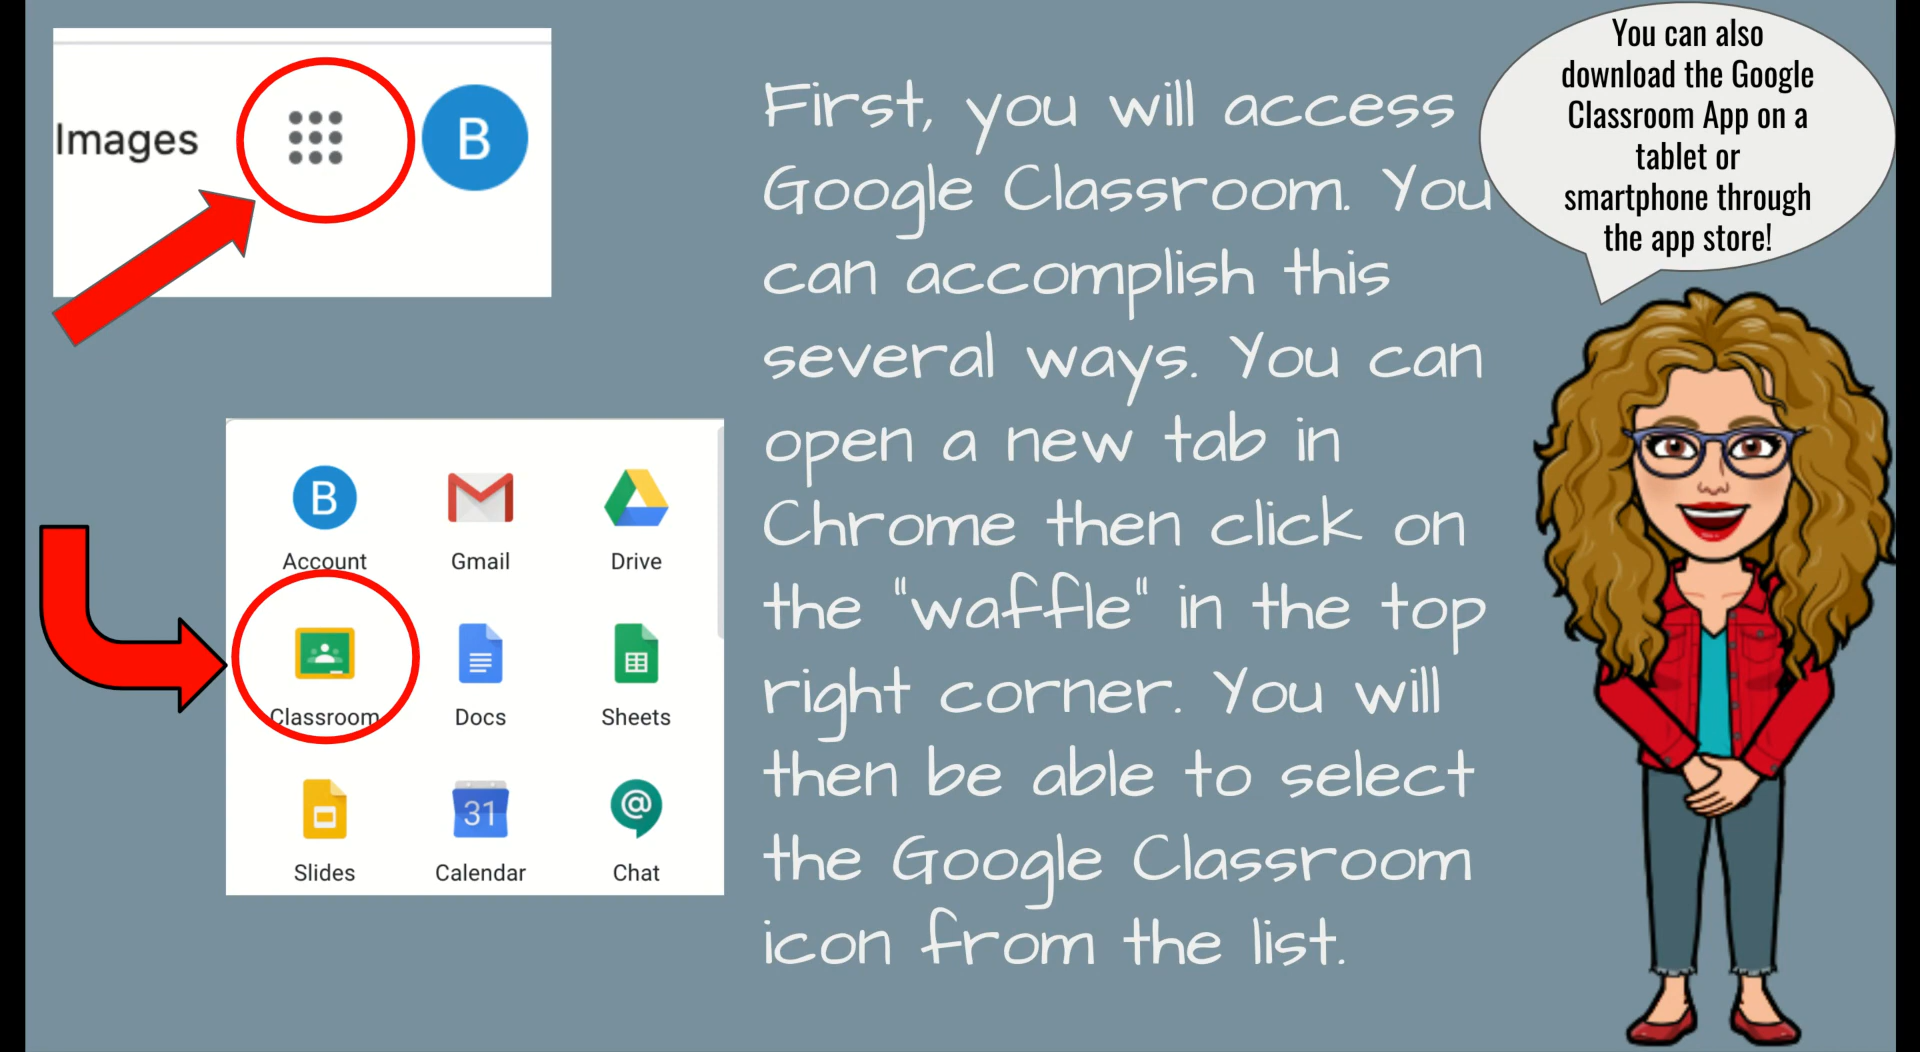 Images
B
B
Account
Gmail
Drive
Classroom
Docs
Sheets
Slides
31
Calendar
@
Chat
First, you will access
Google Classroom. You
can accomplish this
several ways. You can
open a new tab in
Chrome then click on
the "waffle" in the top
right corner. You will
then be able to select
the Google Classroom
icon from the list.
You can also
download the Google
Classroom App on a
tablet or
smartphone through
the app store!